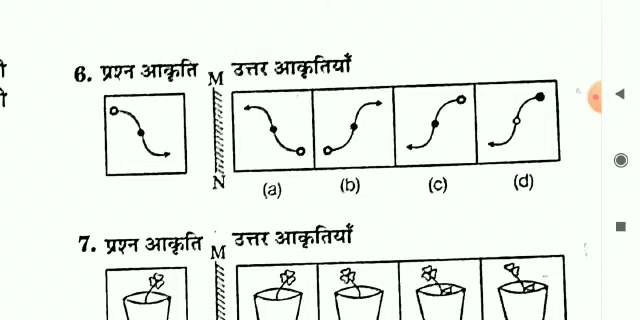 6. प्रश्न आकृति M उत्तर आकृतियाँ
N (a) (b) (c) (d)
7. प्रश्न आकृति M उत्तर आकृतियाँ